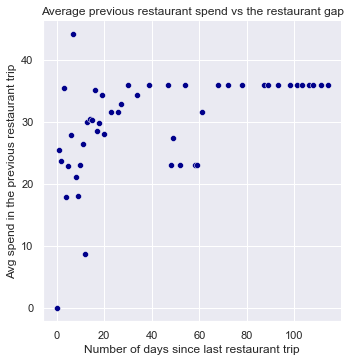 Average previous restaurant spend vs the restaurant gap
40
30
20
10
0
Avg spend in the previous restaurant trip
0 20 40 60 80 100
Number of days since last restaurant trip